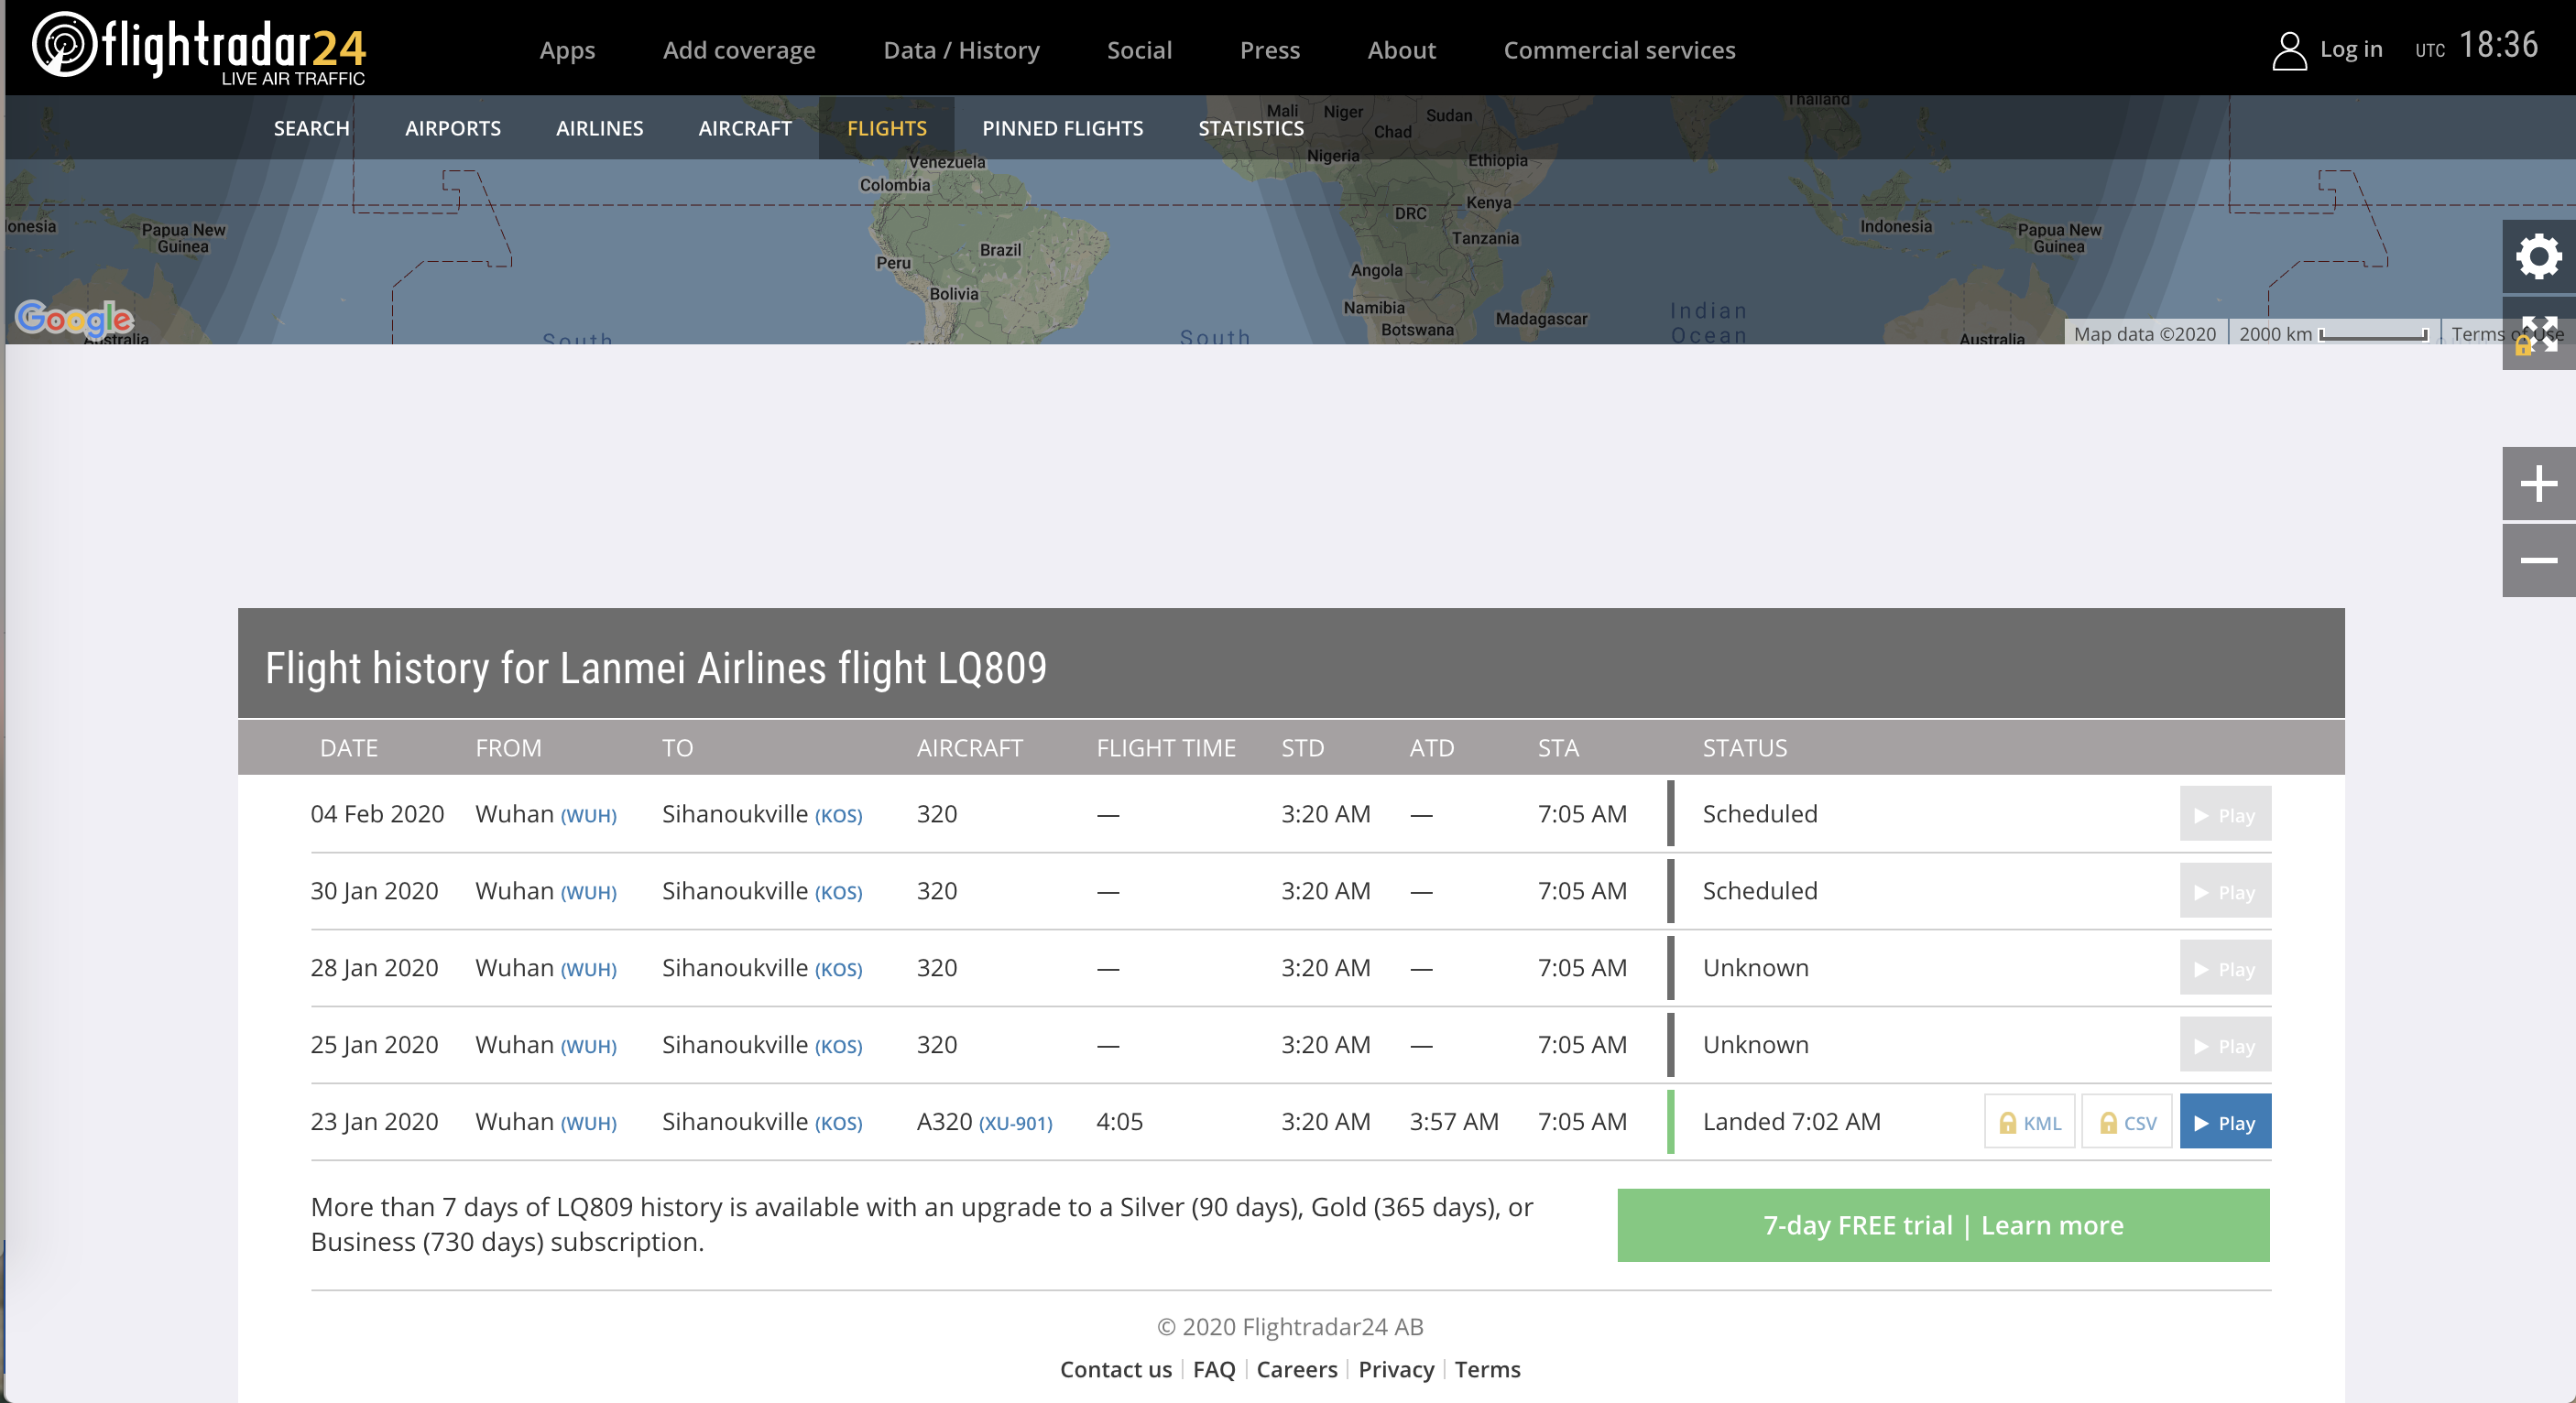 flightradar24
LIVE AIR TRAFFIC
Apps Add coverage Data / History Social Press About Commercial services Log in UTC 18:36
SEARCH AIRPORTS AIRLINES AIRCRAFT FLIGHTS PINNED FLIGHTS STATISTICS
Mali Niger Chad Sudan Thailand
Nigeria Ethiopia
Venezuela
Colombia
DRC Kenya
onesia Papua New Guinea
Brazil Tanzania Indonesia Papua New Guinea
Peru Angola
Bolivia Namibia Madagascar Indian Ocean
Botswana
Google
Australia South South Australia
Map data ©2020 2000 km Terms of Use
Flight history for Lanmei Airlines flight LQ809
DATE FROM TO AIRCRAFT FLIGHT TIME STD ATD STA STATUS
04 Feb 2020 Wuhan (WUH) Sihanoukville (KOS) 320 — 3:20 AM — 7:05 AM Scheduled Play
30 Jan 2020 Wuhan (WUH) Sihanoukville (KOS) 320 — 3:20 AM — 7:05 AM Scheduled Play
28 Jan 2020 Wuhan (WUH) Sihanoukville (KOS) 320 — 3:20 AM — 7:05 AM Unknown Play
25 Jan 2020 Wuhan (WUH) Sihanoukville (KOS) 320 — 3:20 AM — 7:05 AM Unknown Play
23 Jan 2020 Wuhan (WUH) Sihanoukville (KOS) A320 (XU-901) 4:05 3:20 AM 3:57 AM 7:05 AM Landed 7:02 AM KML CSV Play
More than 7 days of LQ809 history is available with an upgrade to a Silver (90 days), Gold (365 days), or
Business (730 days) subscription.
7-day FREE trial | Learn more
© 2020 Flightradar24 AB
Contact us | FAQ | Careers | Privacy | Terms